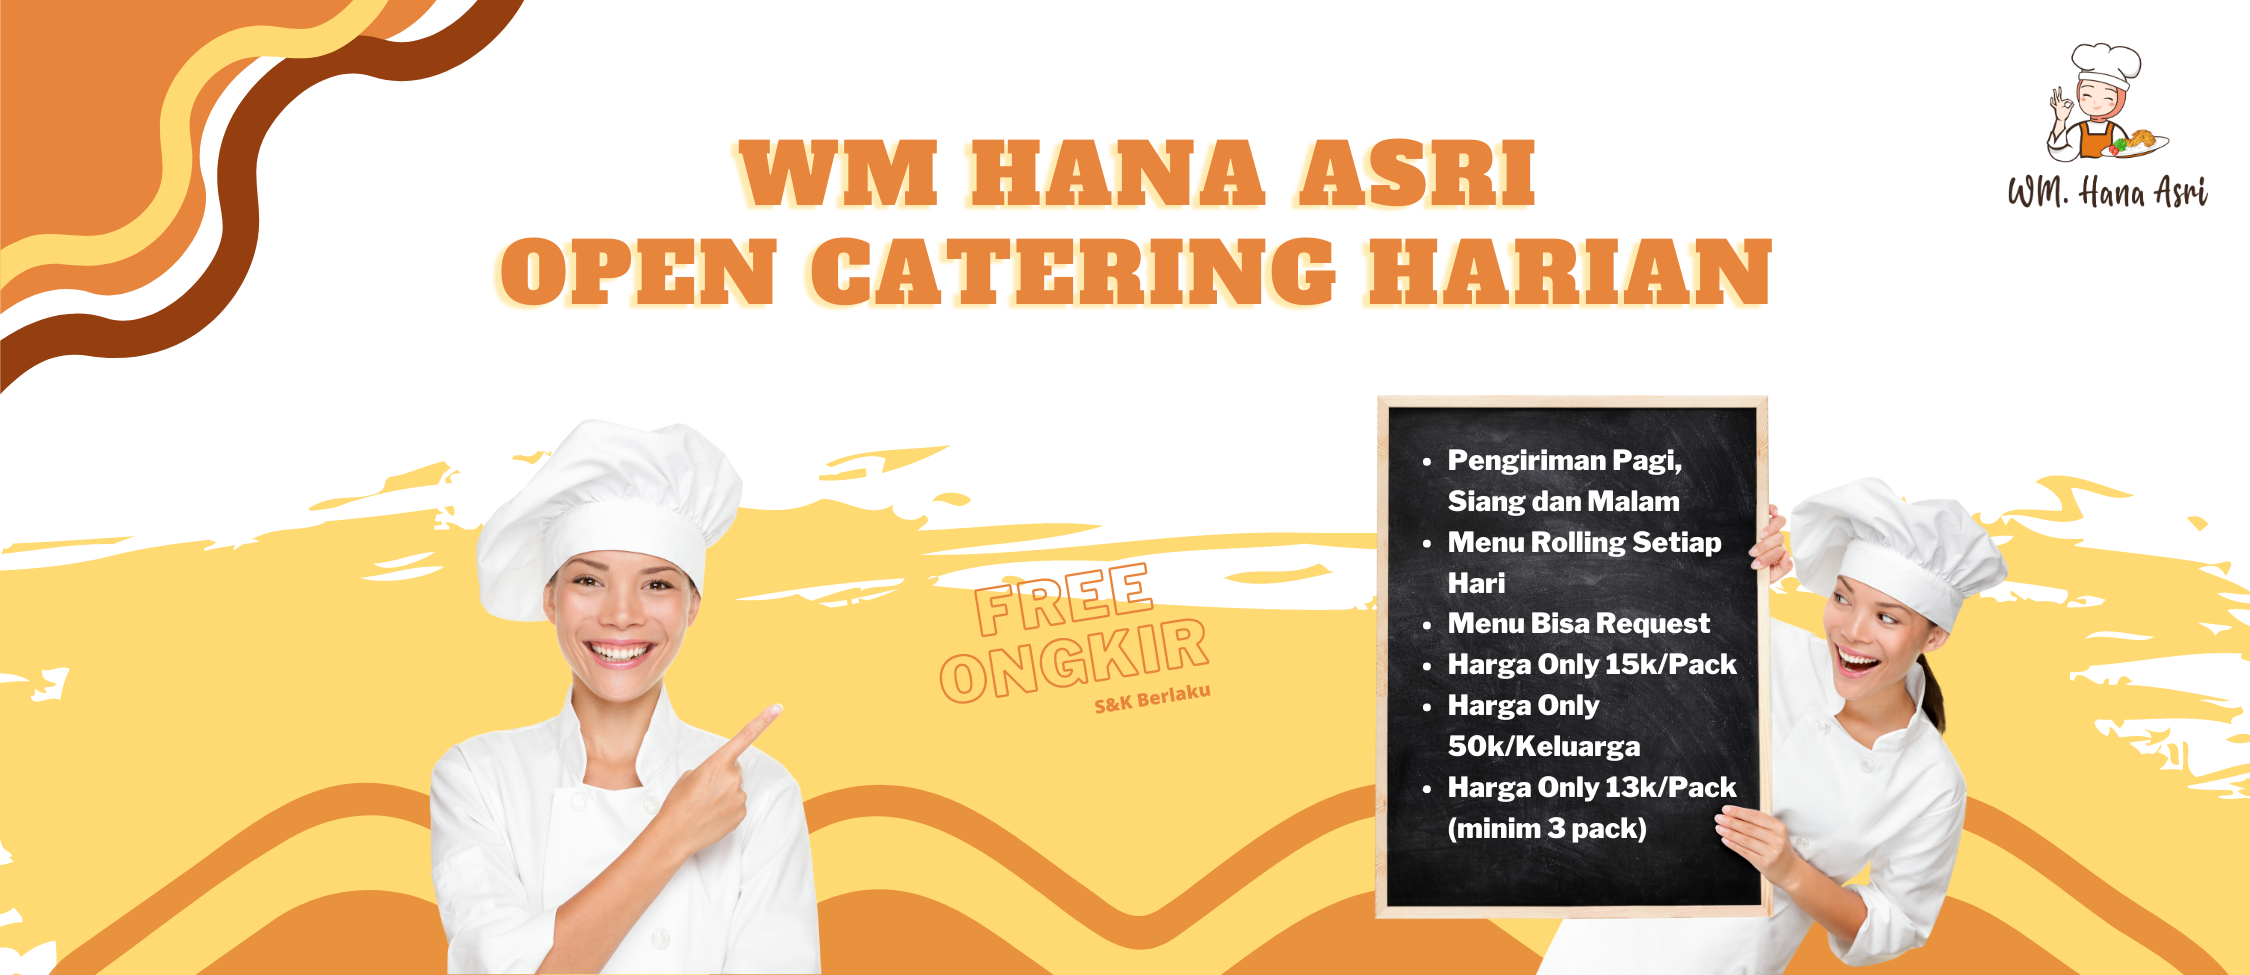 WM HANA ASRI
OPEN CATERING HARIAN
WM. Hana Asri
FREE
ONGKIR
S&K Berlaku
• Pengiriman Pagi,
Siang dan Malam
• Menu Rolling Setiap
Hari
• Menu Bisa Request
• Harga Only 15k/Pack
• Harga Only
50k/Keluarga
• Harga Only 13k/Pack
(minim 3 pack)